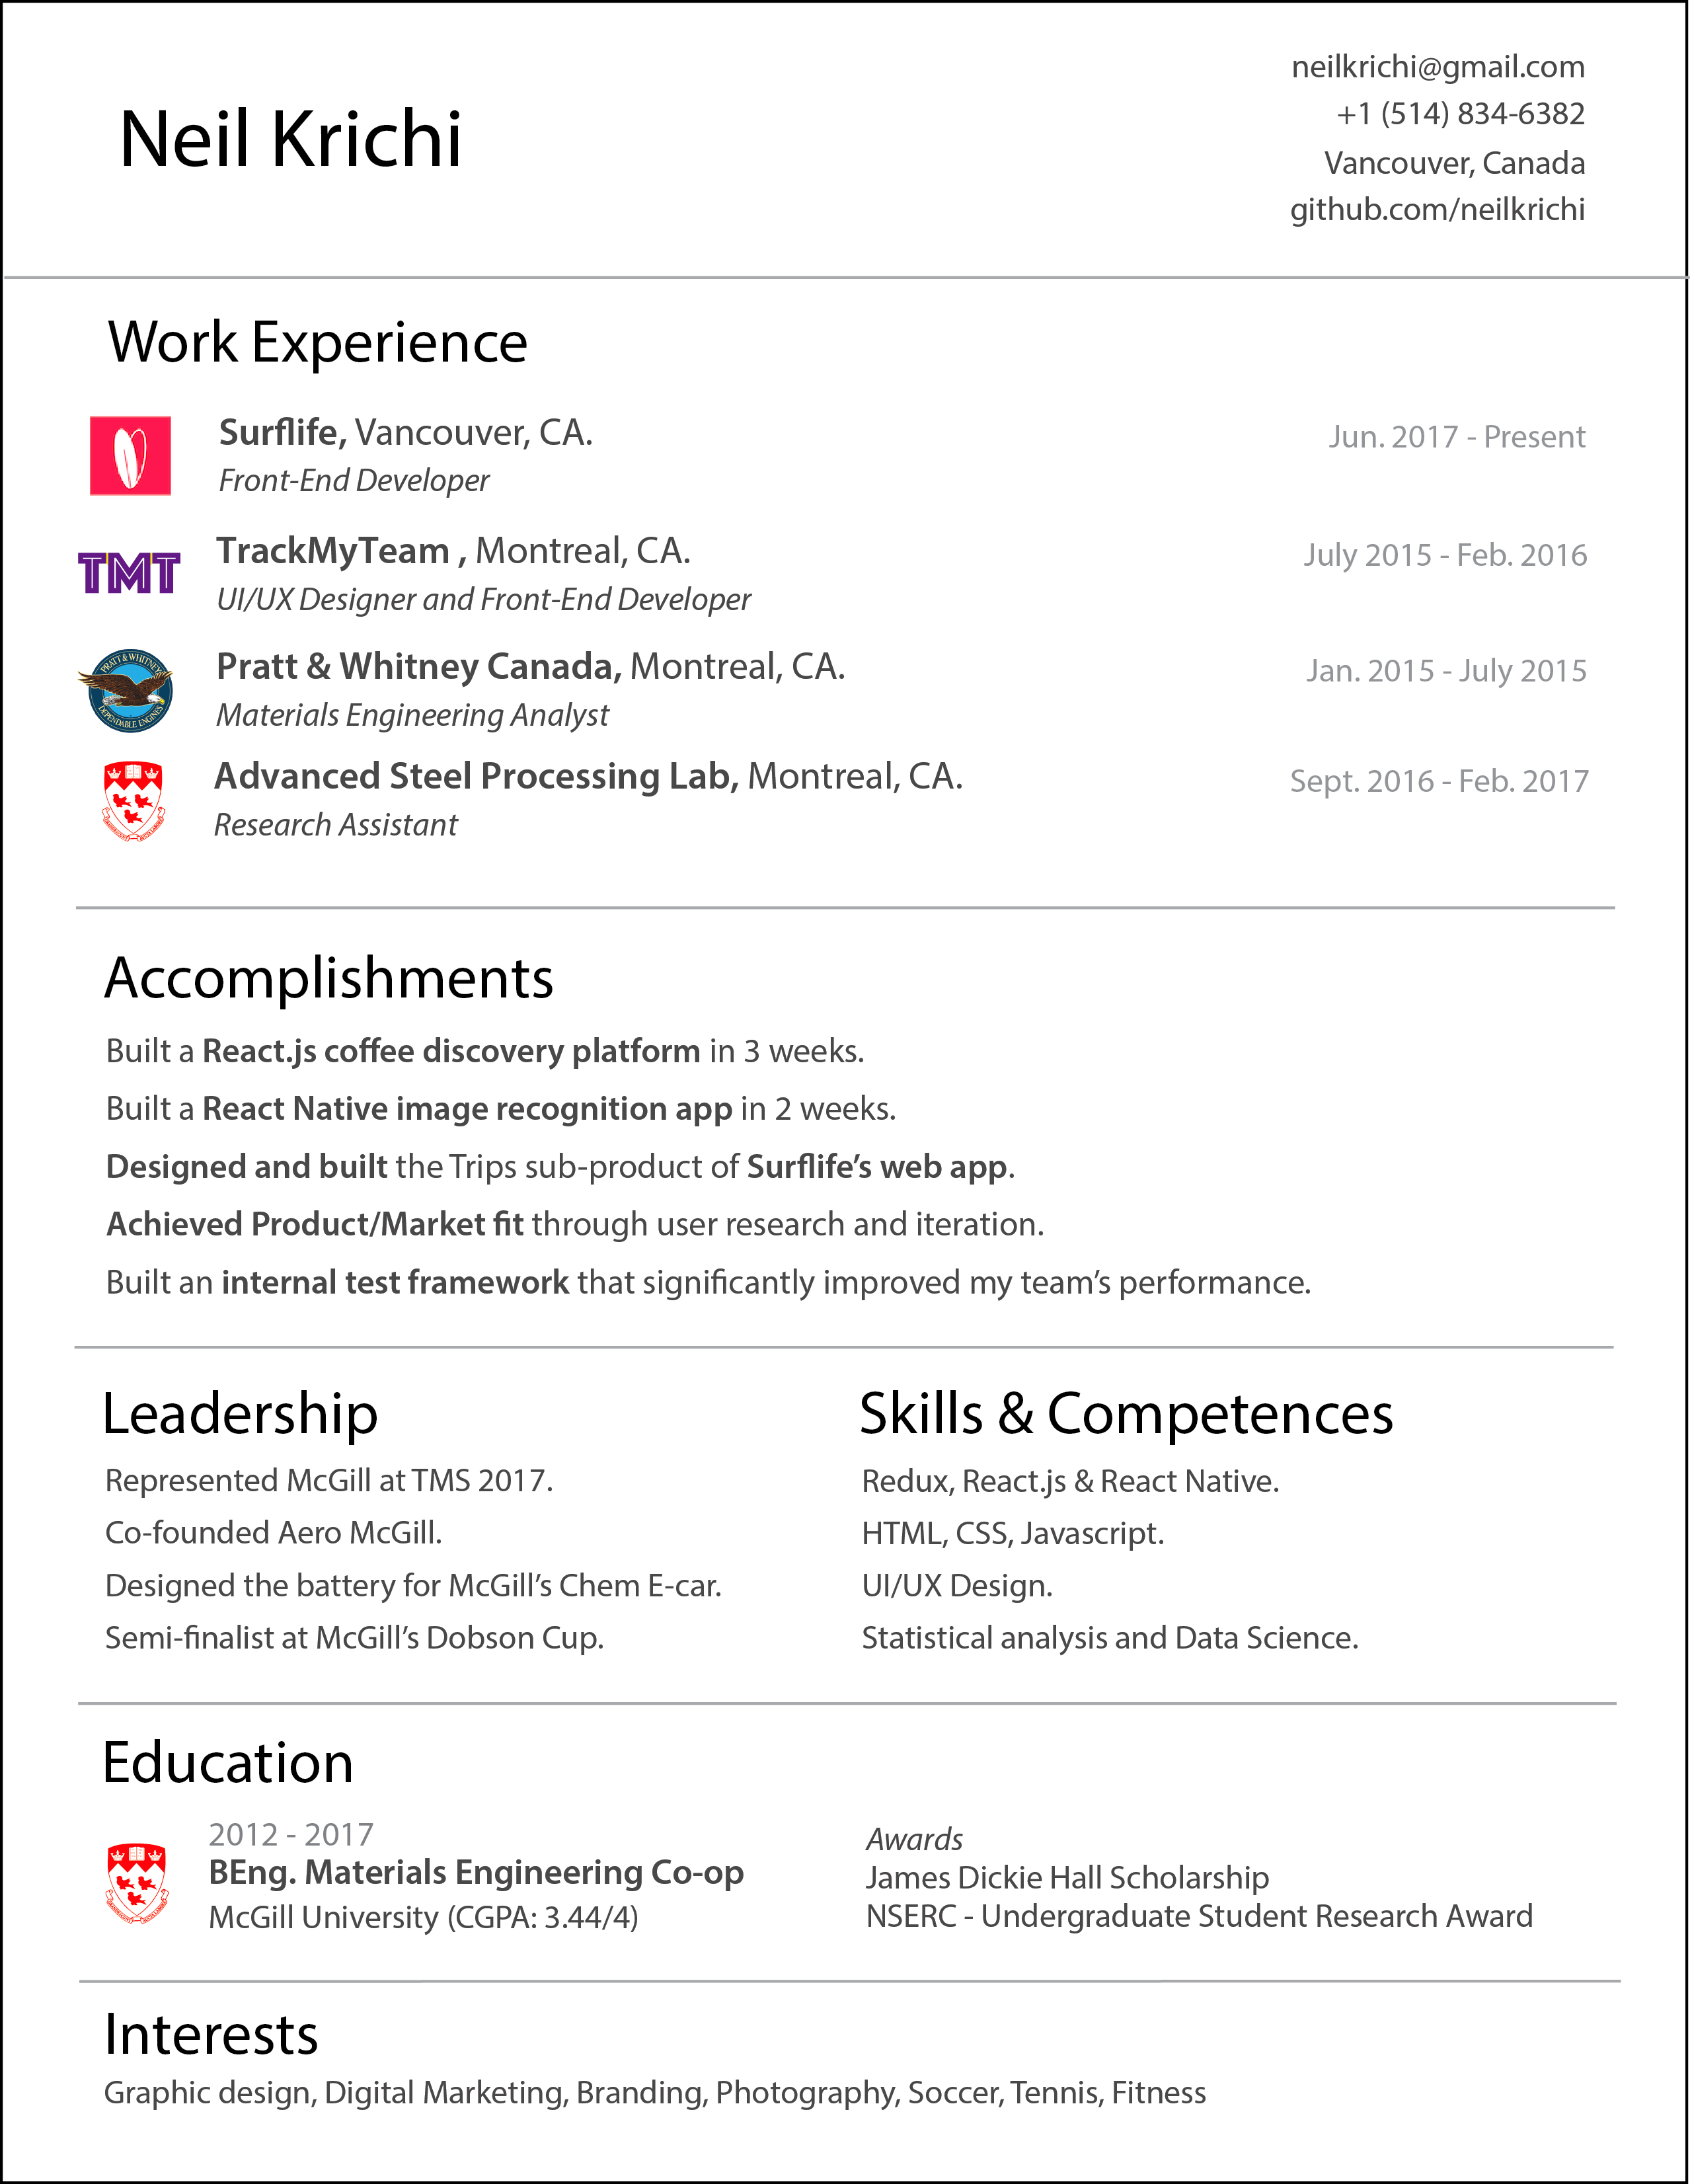 Neil Krichi
neilkrichi@gmail.com
+1 (514) 834-6382
Vancouver, Canada
github.com/neilkrichi
Work Experience
Surflife, Vancouver, CA.
Jun. 2017 - Present
Front-End Developer
TMT
TrackMyTeam , Montreal, CA.
July 2015 - Feb. 2016
UI/UX Designer and Front-End Developer
PRATT & WHITNEY
DEPENDABLE ENGINES
Pratt & Whitney Canada, Montreal, CA.
Jan. 2015 - July 2015
Materials Engineering Analyst
Advanced Steel Processing Lab, Montreal, CA.
Sept. 2016 - Feb. 2017
Research Assistant
Accomplishments
Built a React.js coffee discovery platform in 3 weeks.
Built a React Native image recognition app in 2 weeks.
Designed and built the Trips sub-product of Surflife’s web app.
Achieved Product/Market fit through user research and iteration.
Built an internal test framework that significantly improved my team’s performance.
Leadership
Represented McGill at TMS 2017.
Co-founded Aero McGill.
Designed the battery for McGill’s Chem E-car.
Semi-finalist at McGill’s Dobson Cup.
Skills & Competences
Redux, React.js & React Native.
HTML, CSS, Javascript.
UI/UX Design.
Statistical analysis and Data Science.
Education
2012 - 2017
BEng. Materials Engineering Co-op
McGill University (CGPA: 3.44/4)
Awards
James Dickie Hall Scholarship
NSERC - Undergraduate Student Research Award
Interests
Graphic design, Digital Marketing, Branding, Photography, Soccer, Tennis, Fitness